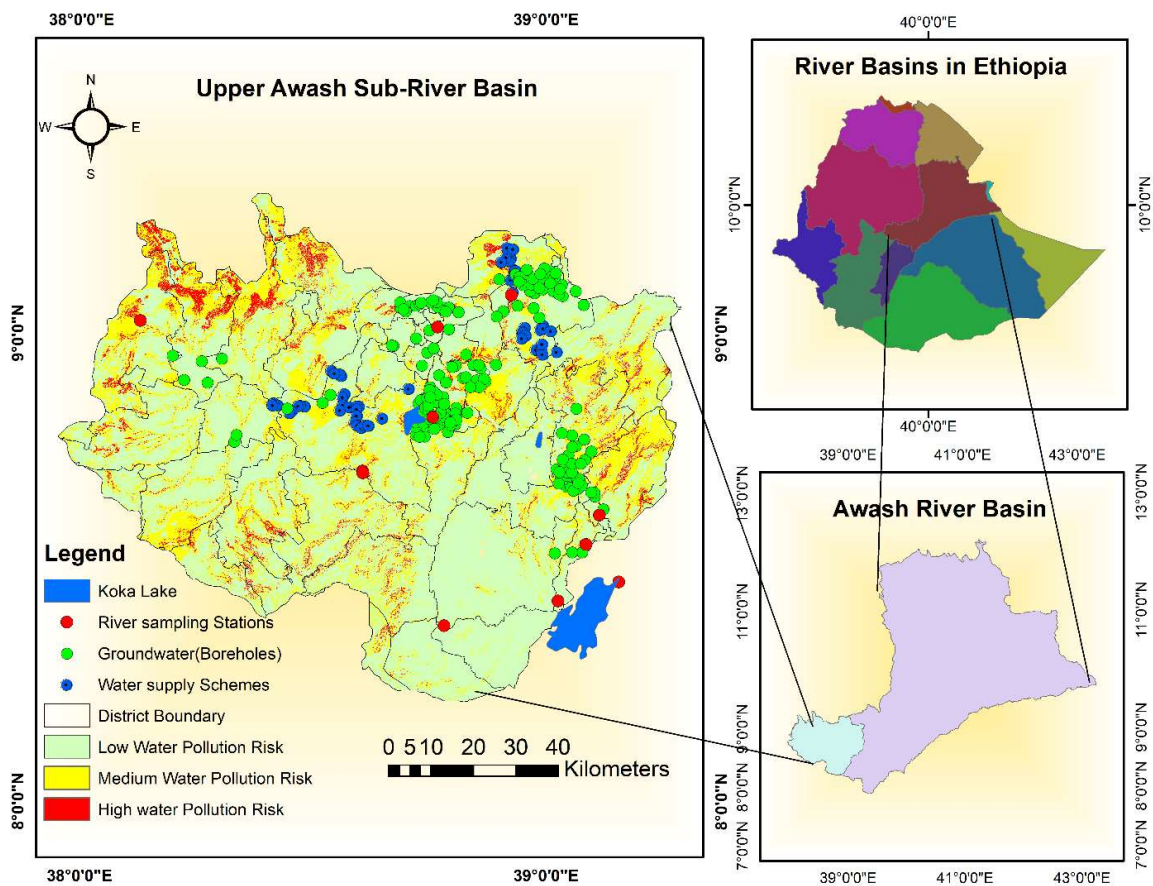 38°0'0"E
39°0'0"E
Upper Awash Sub-River Basin
N
W
E
S
9°0'0"N
8°0'0"N
Legend
Koka Lake
River sampling Stations
Groundwater(Boreholes)
Water supply Schemes
District Boundary
Low Water Pollution Risk
Medium Water Pollution Risk
High water Pollution Risk
0 5 10 20 30 40
Kilometers
9°0'0"N
8°0'0"N
38°0'0"E
39°0'0"E
40°0'0"E
River Basins in Ethiopia
10°0'0"N
10°0'0"N
40°0'0"E
39°0'0"E
41°0'0"E
43°0'0"E
Awash River Basin
13°0'0"N
11°0'0"N
9°0'0"N
8°0'0"N
7°0'0"N
13°0'0"N
11°0'0"N
9°0'0"N
8°0'0"N
7°0'0"N
39°0'0"E
41°0'0"E
43°0'0"E